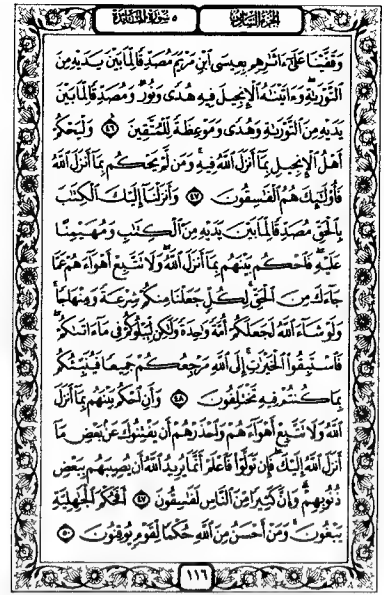 الجزء السادس ٥ سورة المائدة
وَقَفَّيْنَا عَلَىٰٓ ءَاثَٰرِهِم بِعِيسَى ٱبْنِ مَرْيَمَ مُصَدِّقًا لِّمَا بَيْنَ يَدَيْهِ مِنَ
ٱلتَّوْرَىٰةِ وَءَاتَيْنَٰهُ ٱلْإِنجِيلَ فِيهِ هُدًى وَنُورٌ وَمُصَدِّقًا لِّمَا بَيْنَ
يَدَيْهِ مِنَ ٱلتَّوْرَىٰةِ وَهُدًى وَمَوْعِظَةً لِّلْمُتَّقِينَ ٤٦ وَلْيَحْكُمْ
أَهْلُ ٱلْإِنجِيلِ بِمَآ أَنزَلَ ٱللَّهُ فِيهِ وَمَن لَّمْ يَحْكُم بِمَآ أَنزَلَ ٱللَّهُ
فَأُو۟لَٰٓئِكَ هُمُ ٱلْفَٰسِقُونَ ٤٧ وَأَنزَلْنَآ إِلَيْكَ ٱلْكِتَٰبَ
بِٱلْحَقِّ مُصَدِّقًا لِّمَا بَيْنَ يَدَيْهِ مِنَ ٱلْكِتَٰبِ وَمُهَيْمِنًا
عَلَيْهِ فَٱحْكُم بَيْنَهُم بِمَآ أَنزَلَ ٱللَّهُ وَلَا تَتَّبِعْ أَهْوَآءَهُمْ عَمَّا
جَآءَكَ مِنَ ٱلْحَقِّ لِكُلٍّ جَعَلْنَا مِنكُمْ شِرْعَةً وَمِنْهَاجًا
وَلَوْ شَآءَ ٱللَّهُ لَجَعَلَكُمْ أُمَّةً وَٰحِدَةً وَلَٰكِن لِّيَبْلُوَكُمْ فِى مَآ ءَاتَىٰكُمْ
فَٱسْتَبِقُوا۟ ٱلْخَيْرَٰتِ إِلَى ٱللَّهِ مَرْجِعُكُمْ جَمِيعًا فَيُنَبِّئُكُم
بِمَا كُنتُمْ فِيهِ تَخْتَلِفُونَ ٤٨ وَأَنِ ٱحْكُم بَيْنَهُم بِمَآ أَنزَلَ
ٱللَّهُ وَلَا تَتَّبِعْ أَهْوَآءَهُمْ وَٱحْذَرْهُمْ أَن يَفْتِنُوكَ عَنۢ بَعْضِ مَآ
أَنزَلَ ٱللَّهُ إِلَيْكَ فَإِن تَوَلَّوْا۟ فَٱعْلَمْ أَنَّمَا يُرِيدُ ٱللَّهُ أَن يُصِيبَهُم بِبَعْضِ
ذُنُوبِهِمْ وَإِنَّ كَثِيرًا مِّنَ ٱلنَّاسِ لَفَٰسِقُونَ ٤٩ أَفَحُكْمَ ٱلْجَٰهِلِيَّةِ
يَبْغُونَ وَمَنْ أَحْسَنُ مِنَ ٱللَّهِ حُكْمًا لِّقَوْمٍ يُوقِنُونَ ٥٠
١١٦